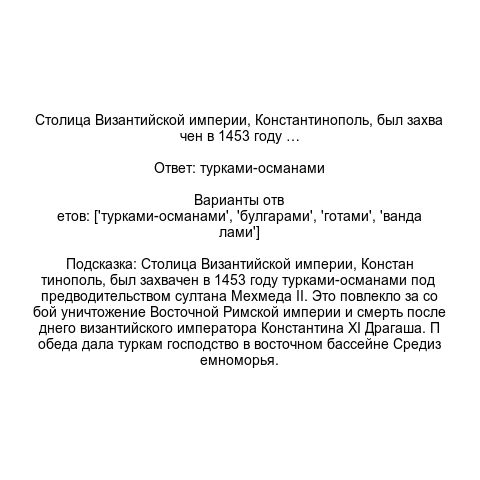 Столица Византийской империи, Константинополь, был захва
чен в 1453 году …
Ответ: турками-османами
Варианты отв
етов: ['турками-османами', 'булгарами', 'готами', 'ванда
лами']
Подсказка: Столица Византийской империи, Констан
тинополь, был захвачен в 1453 году турками-османами под
предводительством султана Мехмеда II. Это повлекло за со
бой уничтожение Восточной Римской империи и смерть после
днего византийского императора Константина XI Драгаша. П
обеда дала туркам господство в восточном бассейне Средиз
емноморья.